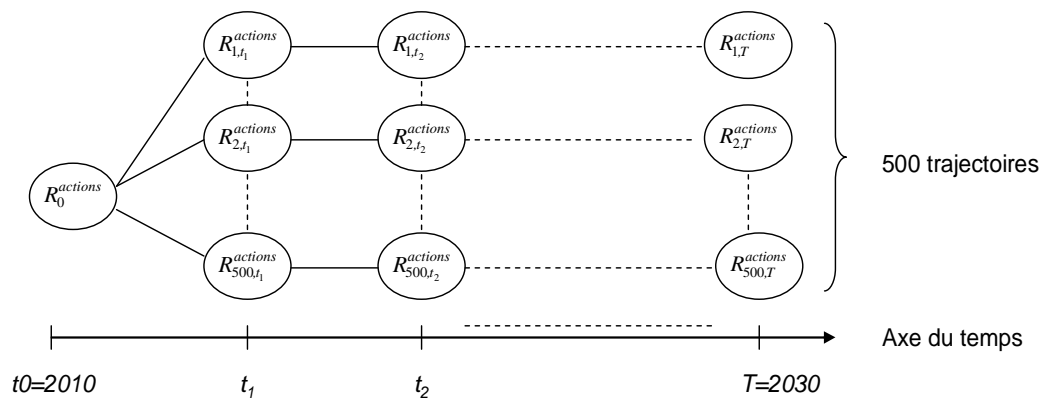 R_{1,t_1}^{actions} R_{1,t_2}^{actions} R_{1,T}^{actions}
R_{2,t_1}^{actions} R_{2,t_2}^{actions} R_{2,T}^{actions}
R_0^{actions}
500 trajectoires
R_{500,t_1}^{actions} R_{500,t_2}^{actions} R_{500,T}^{actions}
Axe du temps
t0=2010 t_1 t_2 T=2030